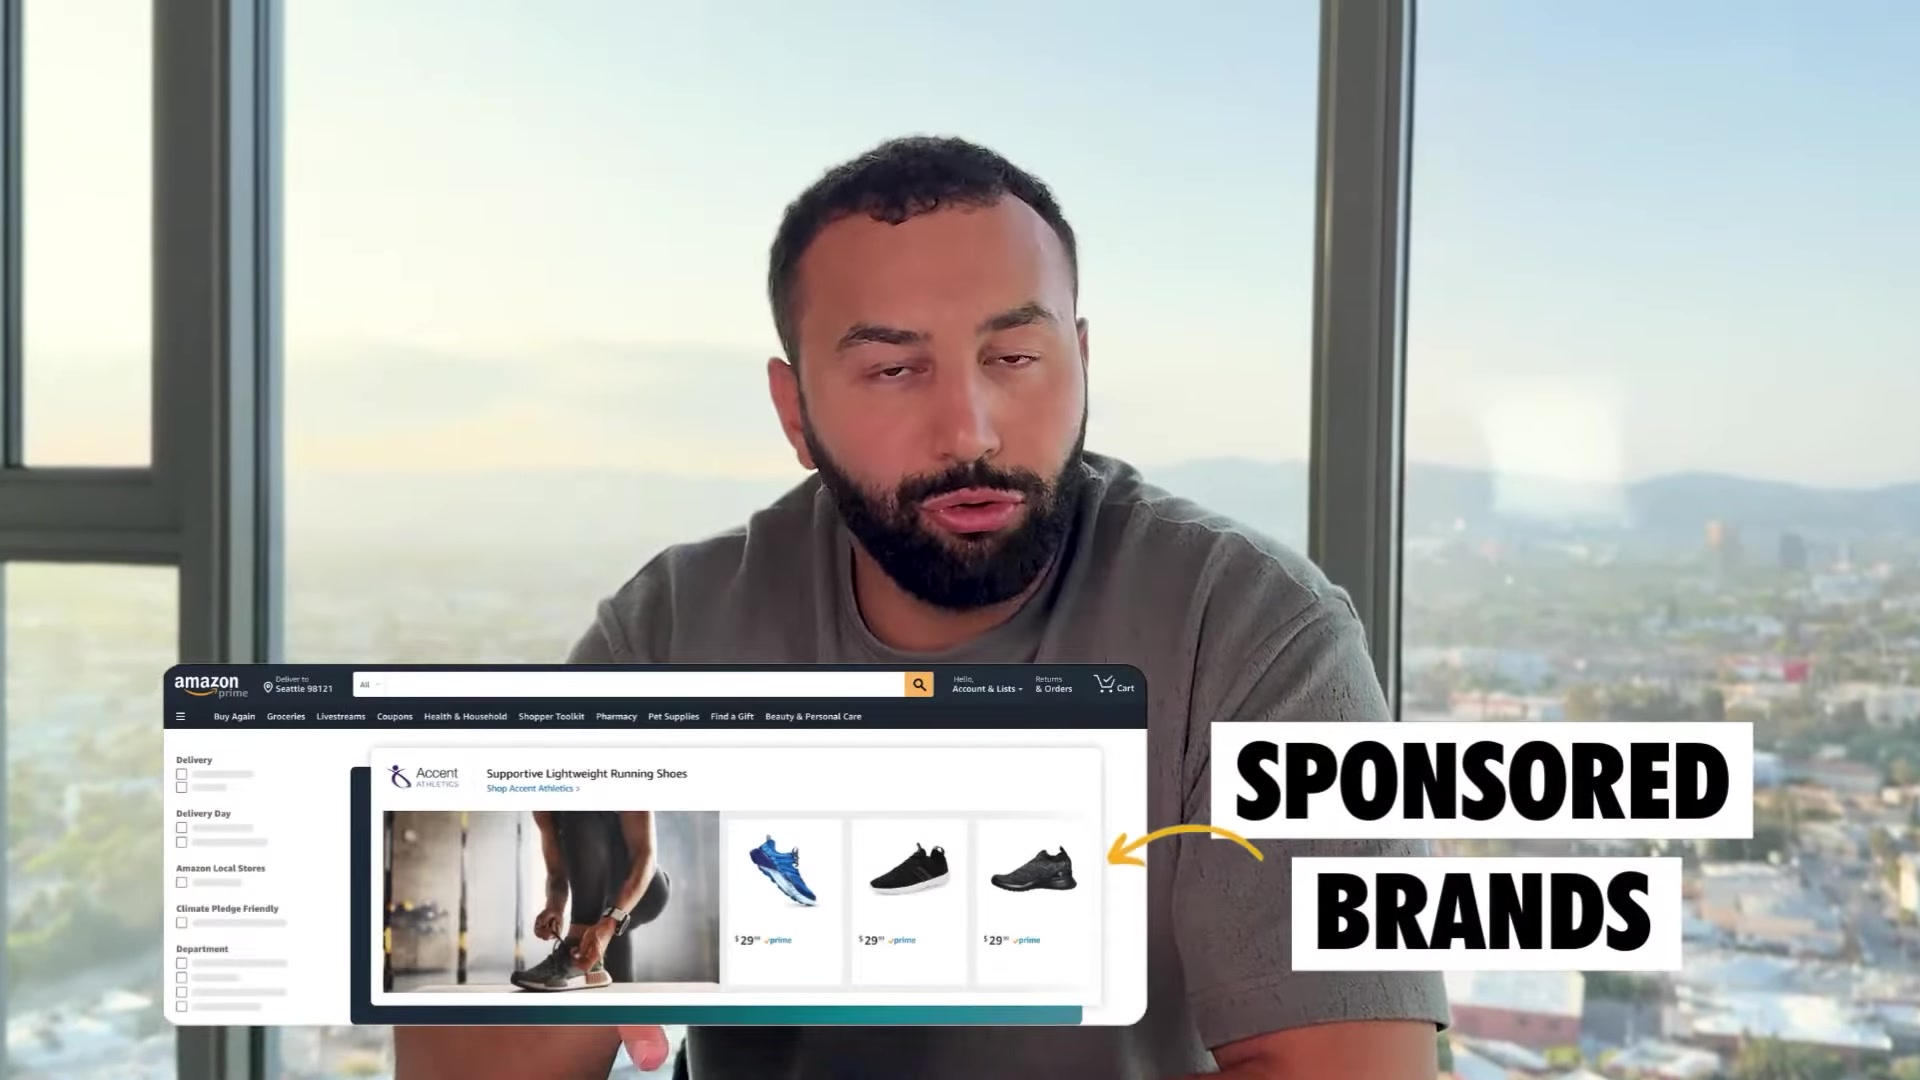 amazon prime
Deliver to
Seattle 98121
All
Hello,
Account & Lists
Returns
& Orders
Cart
Buy Again Groceries Livestreams Coupons Health & Household Shopper Toolkit Pharmacy Pet Supplies Find a Gift Beauty & Personal Care
Delivery
Delivery Day
Amazon Local Stores
Climate Pledge Friendly
Department
Accent
ATHLETICS
Supportive Lightweight Running Shoes
Shop Accent Athletics >
$29 prime
$29 prime
$29 prime
SPONSORED
BRANDS